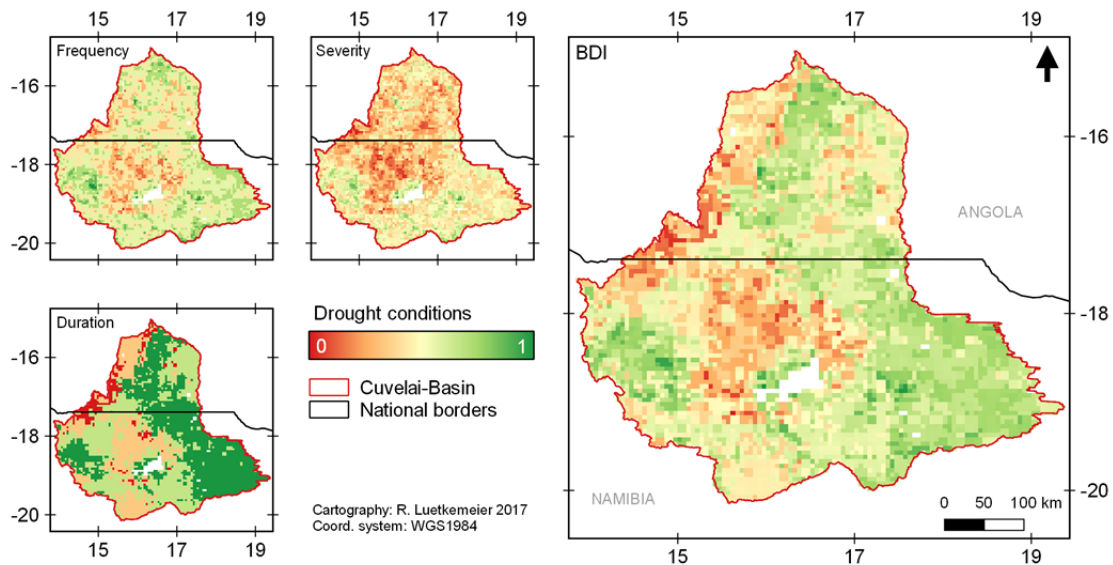 15 17 19
15 17 19
15 17 19
Frequency
Severity
BDI
-16
-18
-20
-16
-18
-20
ANGOLA
NAMIBIA
Duration
-16
-18
-20
15 17 19
Drought conditions
0 1
Cuvelai-Basin
National borders
Cartography: R. Luetkemeier 2017
Coord. system: WGS1984
0 50 100 km
15 17 19